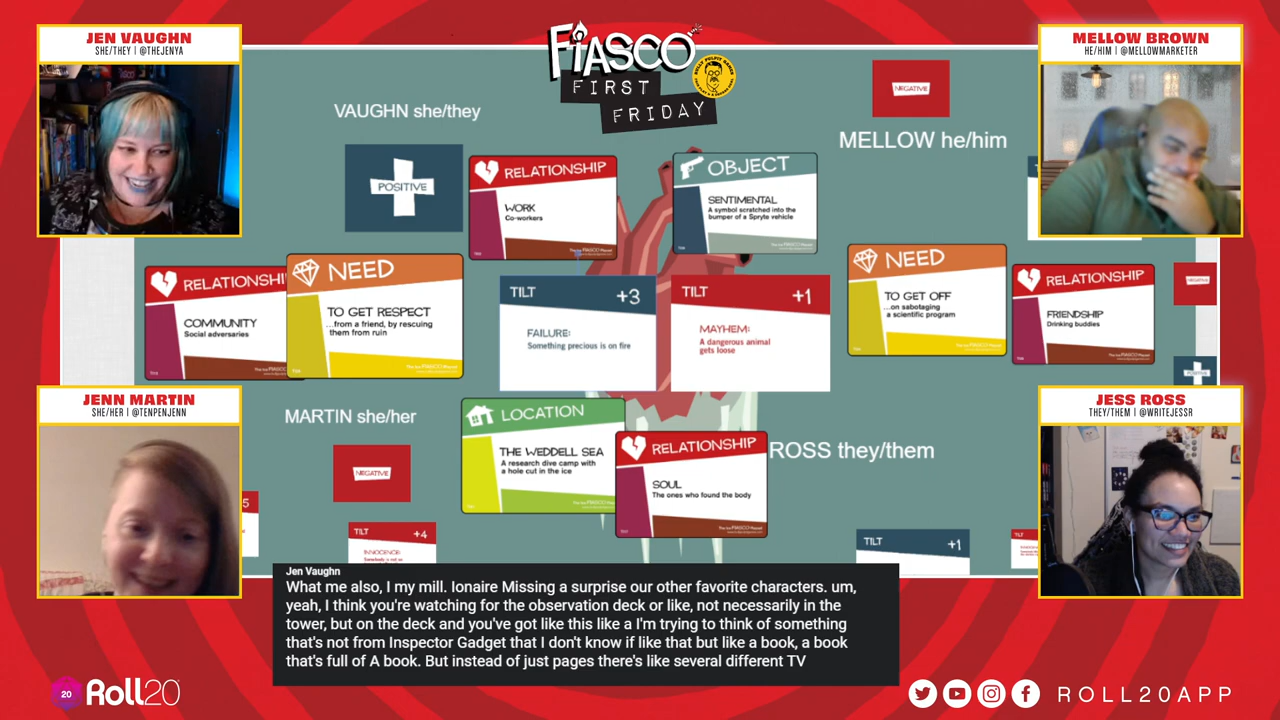 JEN VAUGHN
SHE/THEY | @THEJENYA
FIASCO
FIRST
FRIDAY
MELLOW BROWN
HE/HIM | @MELLOWMARKETER
VAUGHN she/they
NEGATIVE
MELLOW he/him
POSITIVE
RELATIONSHIP
WORK
Co-workers
OBJECT
SENTIMENTAL
A symbol scratched into the
bumper of a Spryte vehicle
RELATIONSHI
COMMUNITY
Social adversaries
NEED
TO GET RESPECT
...from a friend, by rescuing
them from ruin
TILT +3
FAILURE:
Something precious is on fire
TILT +1
MAYHEM:
A dangerous animal
gets loose
NEED
TO GET OFF
...on sabotaging
a scientific program
RELATIONSHIP
FRIENDSHIP
Drinking buddies
NEGATIVE
POSITIVE
JENN MARTIN
SHE/HER | @TENPENJENN
MARTIN she/her
NEGATIVE
LOCATION
THE WEDDELL SEA
A research dive camp with
a hole cut in the ice
RELATIONSHIP
SOUL
The ones who found the body
ROSS they/them
JESS ROSS
THEY/THEM | @WRITEJESSR
5
TILT +4
INNOCENCE:
TILT +1
TILT
Jen Vaughn
What me also, I my mill. Ionaire Missing a surprise our other favorite characters. um,
yeah, I think you're watching for the observation deck or like, not necessarily in the
tower, but on the deck and you've got like this like a I'm trying to think of something
that's not from Inspector Gadget that I don't know if like that but like a book, a book
that's full of A book. But instead of just pages there's like several different TV
20 Roll20
ROLL20APP